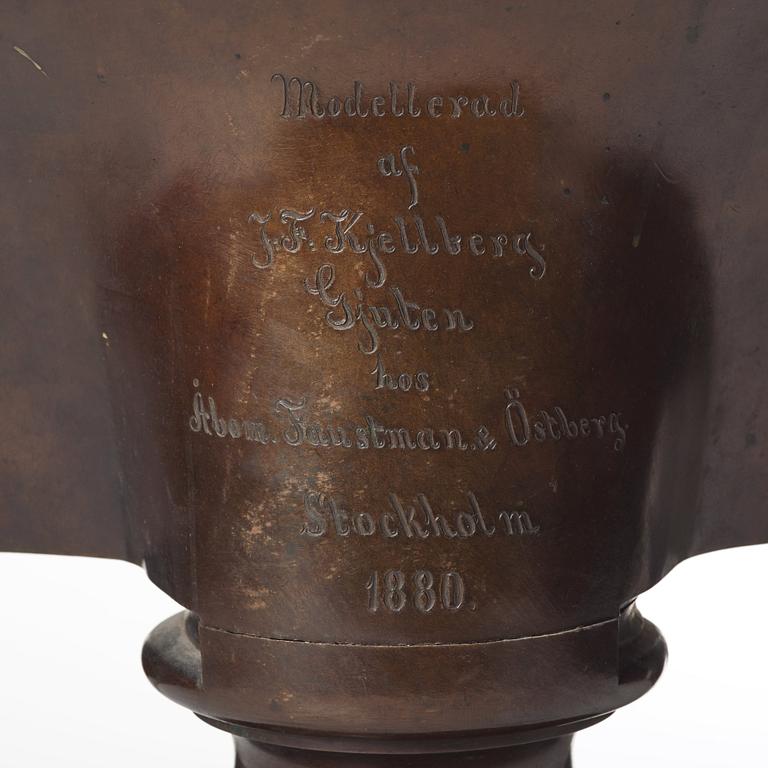 Modellerad
af
J. F. Kjellberg
Gjuten
hos
Åbom. Faustman. & Östberg.
Stockholm
1880.